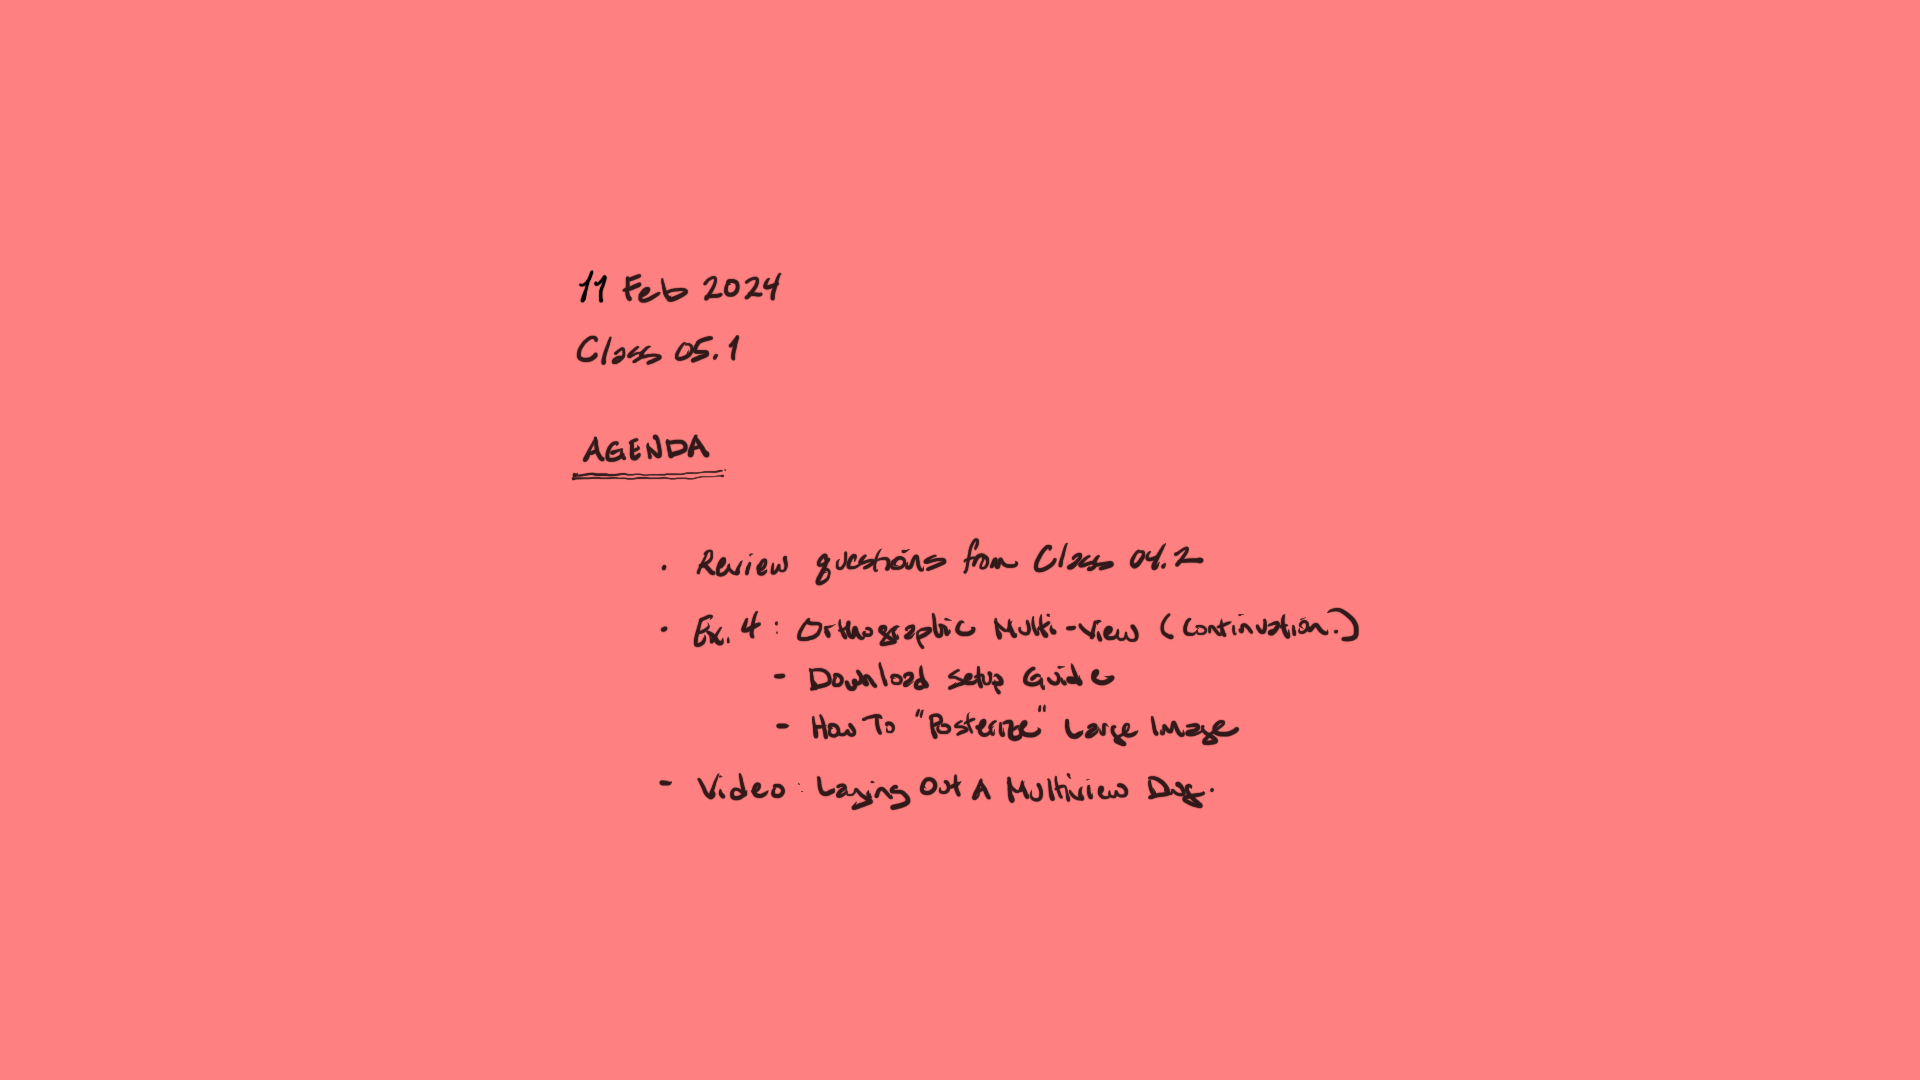 11 Feb 2024
Class 05.1
AGENDA
· Review questions from Class 04.2
· Ex. 4 : Orthographic Multi-View (Continuation.)
- Download Setup Guide
- How To "Posterize" Large Image
- Video : Laying Out A Multiview Dwg.